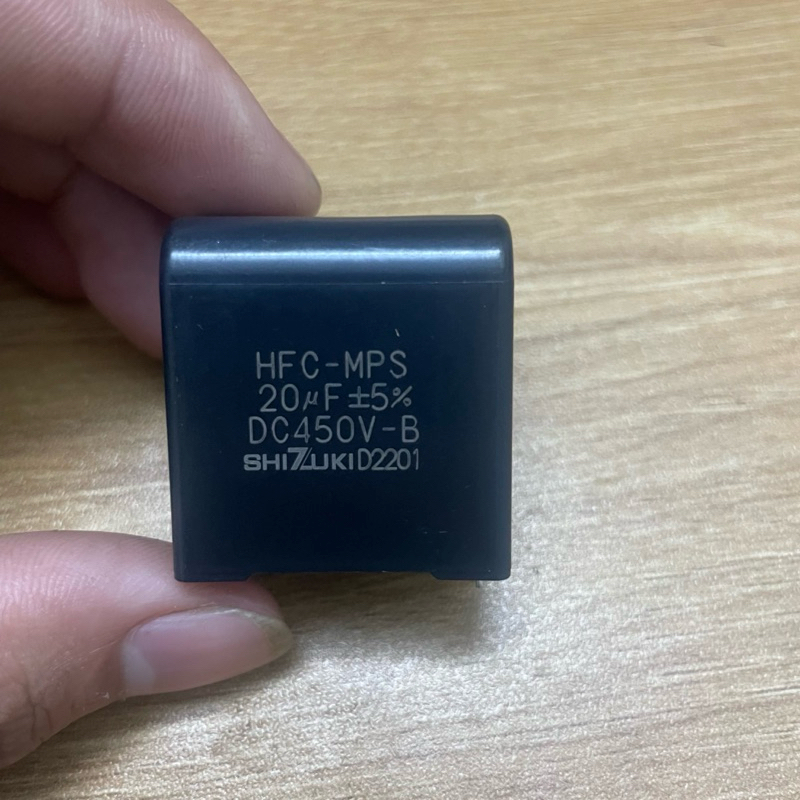 HFC-MPS
20μF±5%
DC450V-B
SHIZUKI D2201